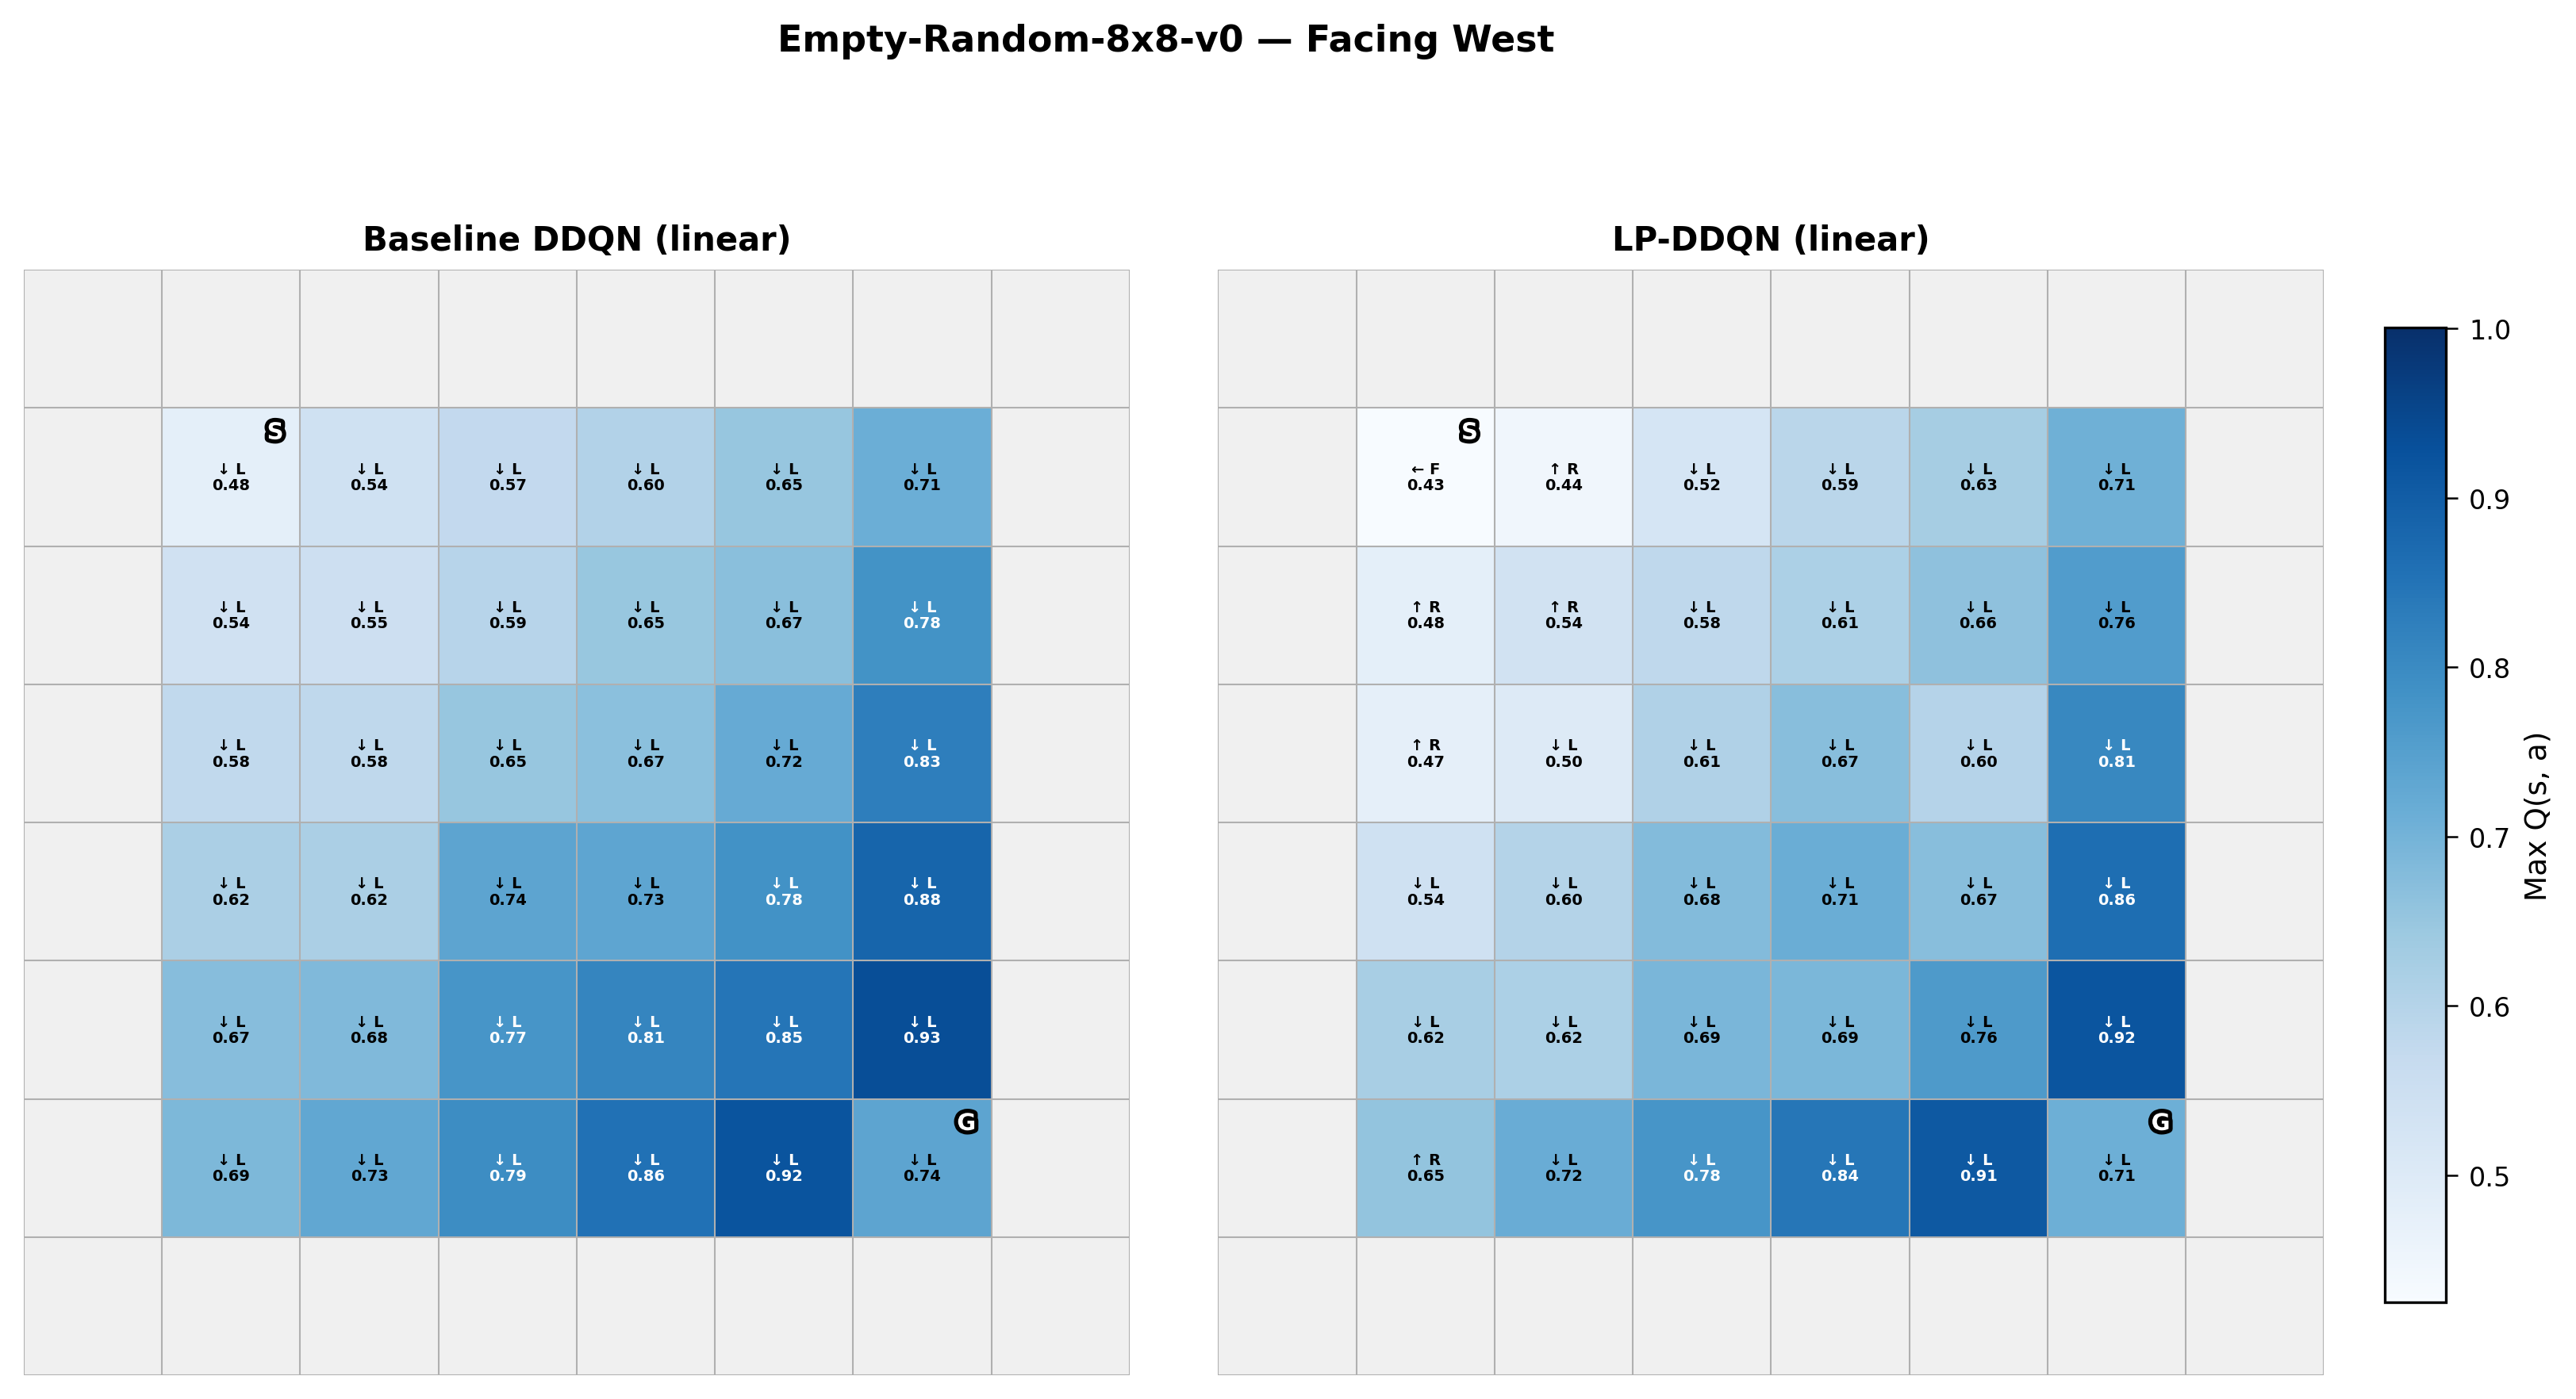 Empty-Random-8x8-v0 — Facing West
Baseline DDQN (linear)
S
↓ L ↓ L ↓ L ↓ L ↓ L ↓ L
0.48 0.54 0.57 0.60 0.65 0.71
↓ L ↓ L ↓ L ↓ L ↓ L ↓ L
0.54 0.55 0.59 0.65 0.67 0.78
↓ L ↓ L ↓ L ↓ L ↓ L ↓ L
0.58 0.58 0.65 0.67 0.72 0.83
↓ L ↓ L ↓ L ↓ L ↓ L ↓ L
0.62 0.62 0.74 0.73 0.78 0.88
↓ L ↓ L ↓ L ↓ L ↓ L ↓ L
0.67 0.68 0.77 0.81 0.85 0.93
G
↓ L ↓ L ↓ L ↓ L ↓ L ↓ L
0.69 0.73 0.79 0.86 0.92 0.74
LP-DDQN (linear)
S
← F ↑ R ↓ L ↓ L ↓ L ↓ L
0.43 0.44 0.52 0.59 0.63 0.71
↑ R ↑ R ↓ L ↓ L ↓ L ↓ L
0.48 0.54 0.58 0.61 0.66 0.76
↑ R ↓ L ↓ L ↓ L ↓ L ↓ L
0.47 0.50 0.61 0.67 0.60 0.81
↓ L ↓ L ↓ L ↓ L ↓ L ↓ L
0.54 0.60 0.68 0.71 0.67 0.86
↓ L ↓ L ↓ L ↓ L ↓ L ↓ L
0.62 0.62 0.69 0.69 0.76 0.92
G
↑ R ↓ L ↓ L ↓ L ↓ L ↓ L
0.65 0.72 0.78 0.84 0.91 0.71
1.0
0.9
0.8
0.7
0.6
0.5
Max Q(s, a)